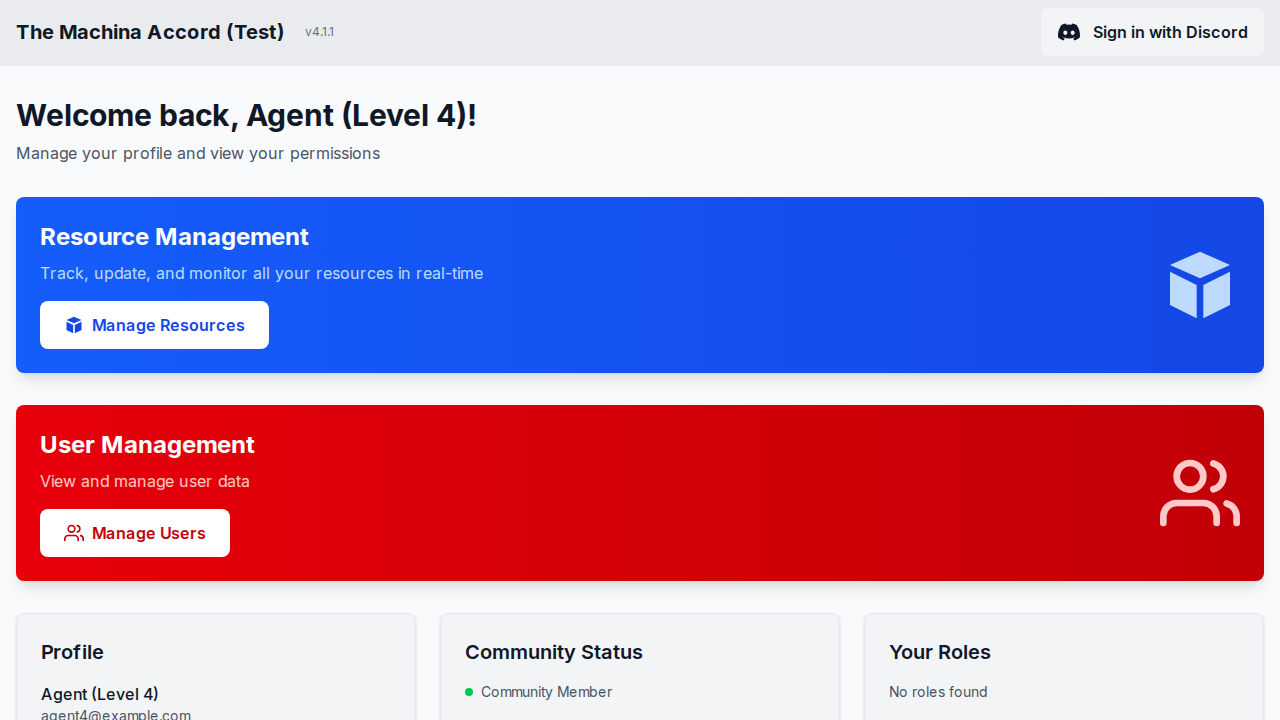 The Machina Accord (Test) v4.1.1 Sign in with Discord
Welcome back, Agent (Level 4)!
Manage your profile and view your permissions
Resource Management
Track, update, and monitor all your resources in real-time
Manage Resources
User Management
View and manage user data
Manage Users
Profile
Agent (Level 4)
agent4@example.com
Community Status
Community Member
Your Roles
No roles found